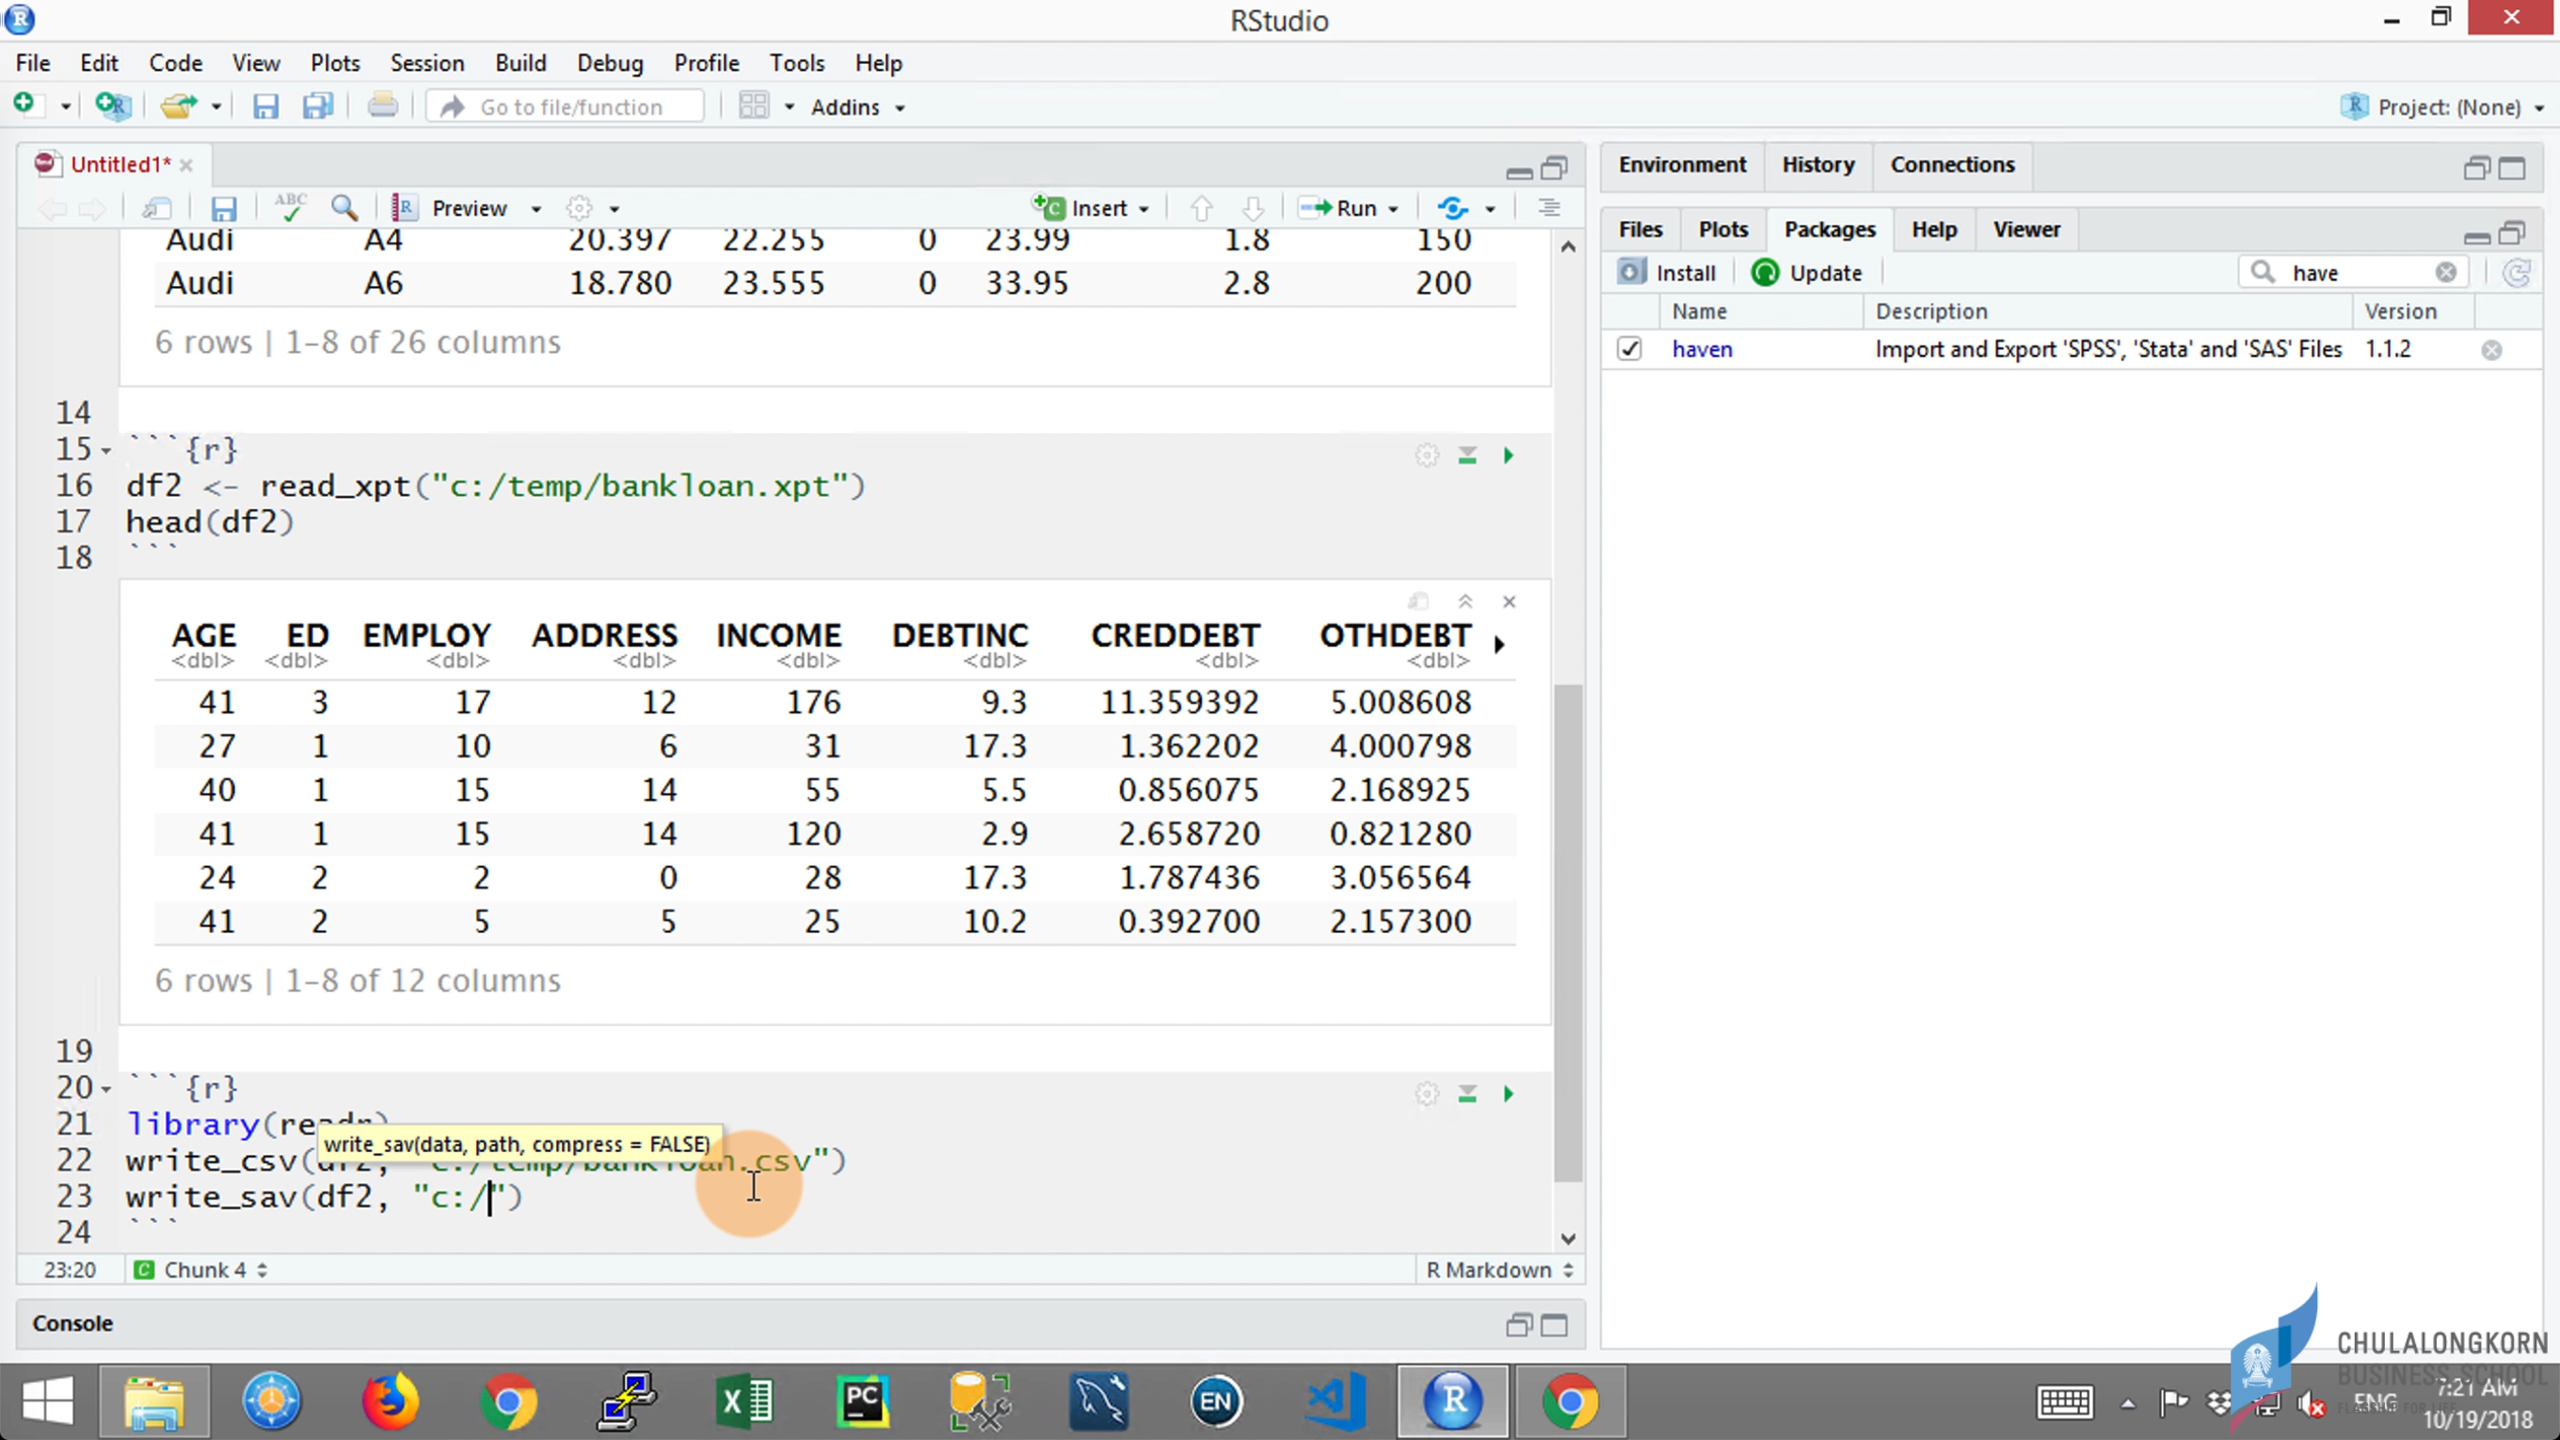 RStudio
File Edit Code View Plots Session Build Debug Profile Tools Help
Go to file/function Addins Project: (None)
Untitled1*
ABC Preview Insert Run
Audi A4 20.397 22.255 0 23.99 1.8 150
Audi A6 18.780 23.555 0 33.95 2.8 200
6 rows | 1-8 of 26 columns
14
15 ```{r}
16 df2 <- read_xpt("c:/temp/bankloan.xpt")
17 head(df2)
18 ```
AGE ED EMPLOY ADDRESS INCOME DEBTINC CREDDEBT OTHDEBT
<dbl> <dbl> <dbl> <dbl> <dbl> <dbl> <dbl> <dbl>
41 3 17 12 176 9.3 11.359392 5.008608
27 1 10 6 31 17.3 1.362202 4.000798
40 1 15 14 55 5.5 0.856075 2.168925
41 1 15 14 120 2.9 2.658720 0.821280
24 2 2 0 28 17.3 1.787436 3.056564
41 2 5 5 25 10.2 0.392700 2.157300
6 rows | 1-8 of 12 columns
19
20 ```{r}
21 library(readr)
write_sav(data, path, compress = FALSE)
22 write_csv(df2, "c:/temp/bankloan.csv")
23 write_sav(df2, "c:/")
24 ```
23:20 Chunk 4 R Markdown
Console
Environment History Connections
Files Plots Packages Help Viewer
Install Update have
Name Description Version
haven Import and Export 'SPSS', 'Stata' and 'SAS' Files 1.1.2
CHULALONGKORN
BUSINESS SCHOOL
PC EN ENG 7:21 AM
10/19/2018